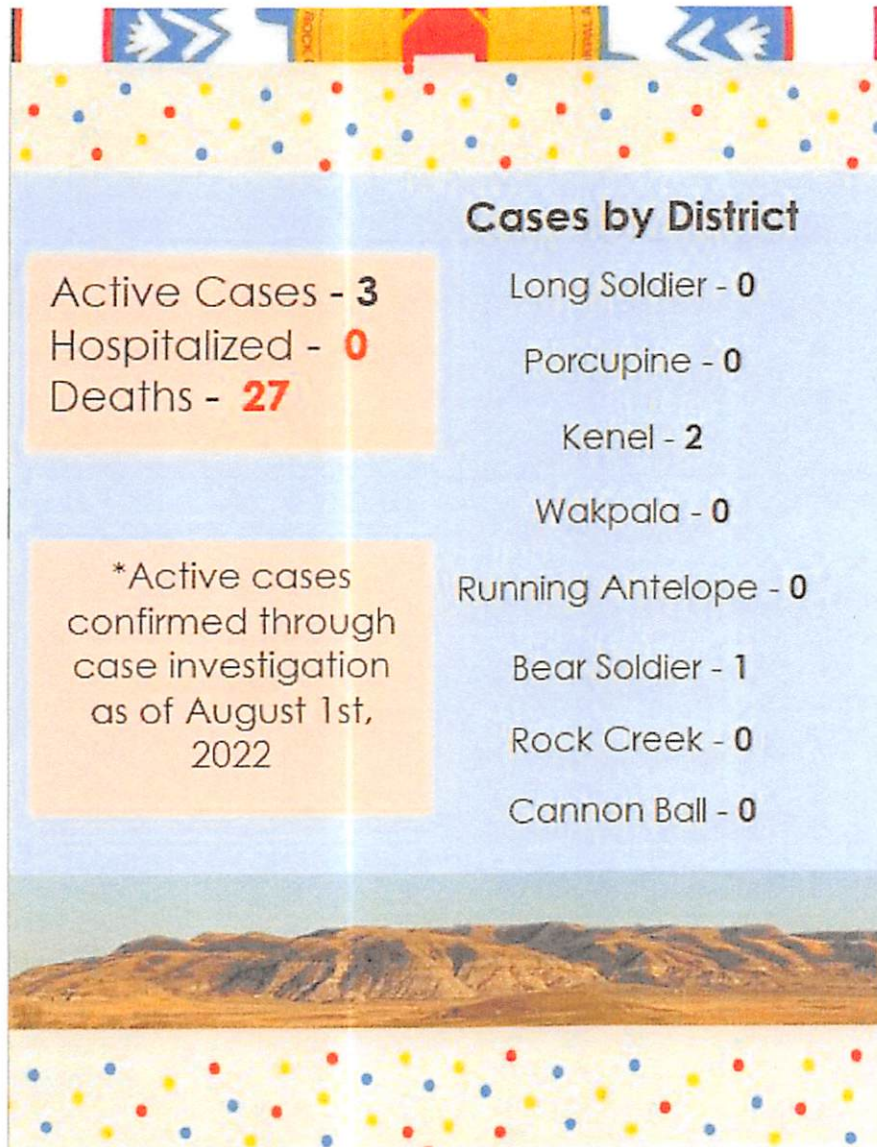 ROCK
Active Cases - 3
Hospitalized - 0
Deaths - 27
*Active cases
confirmed through
case investigation
as of August 1st,
2022
Cases by District
Long Soldier - 0
Porcupine - 0
Kenel - 2
Wakpala - 0
Running Antelope - 0
Bear Soldier - 1
Rock Creek - 0
Cannon Ball - 0